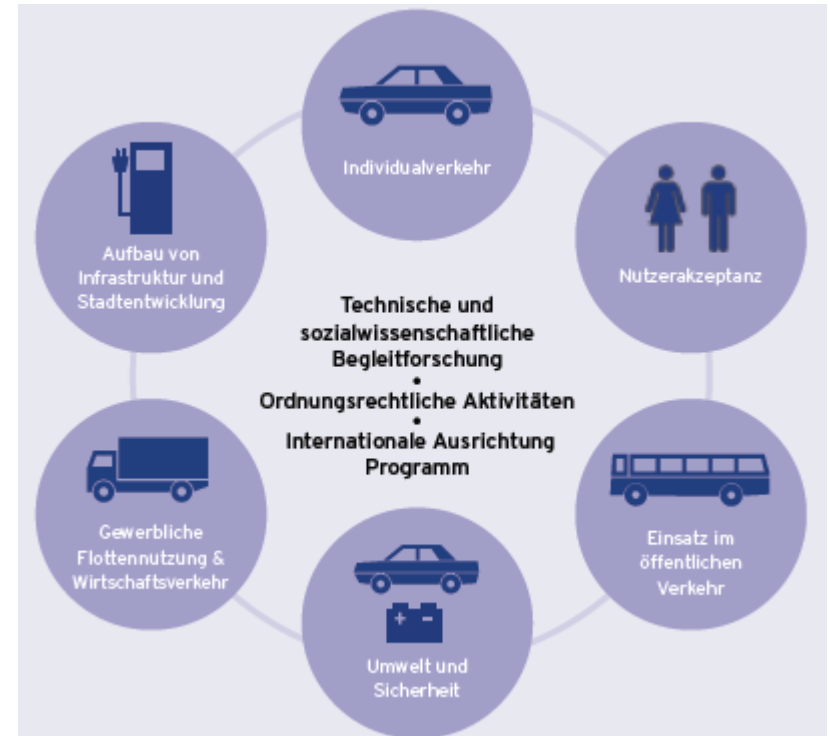 Individualverkehr
Nutzerakzeptanz
Einsatz im
öffentlichen
Verkehr
Umwelt und
Sicherheit
Gewerbliche
Flottennutzung &
Wirtschaftsverkehr
Aufbau von
Infrastruktur und
Stadtentwicklung
Technische und
sozialwissenschaftliche
Begleitforschung
•
Ordnungsrechtliche Aktivitäten
•
Internationale Ausrichtung
Programm
+ -